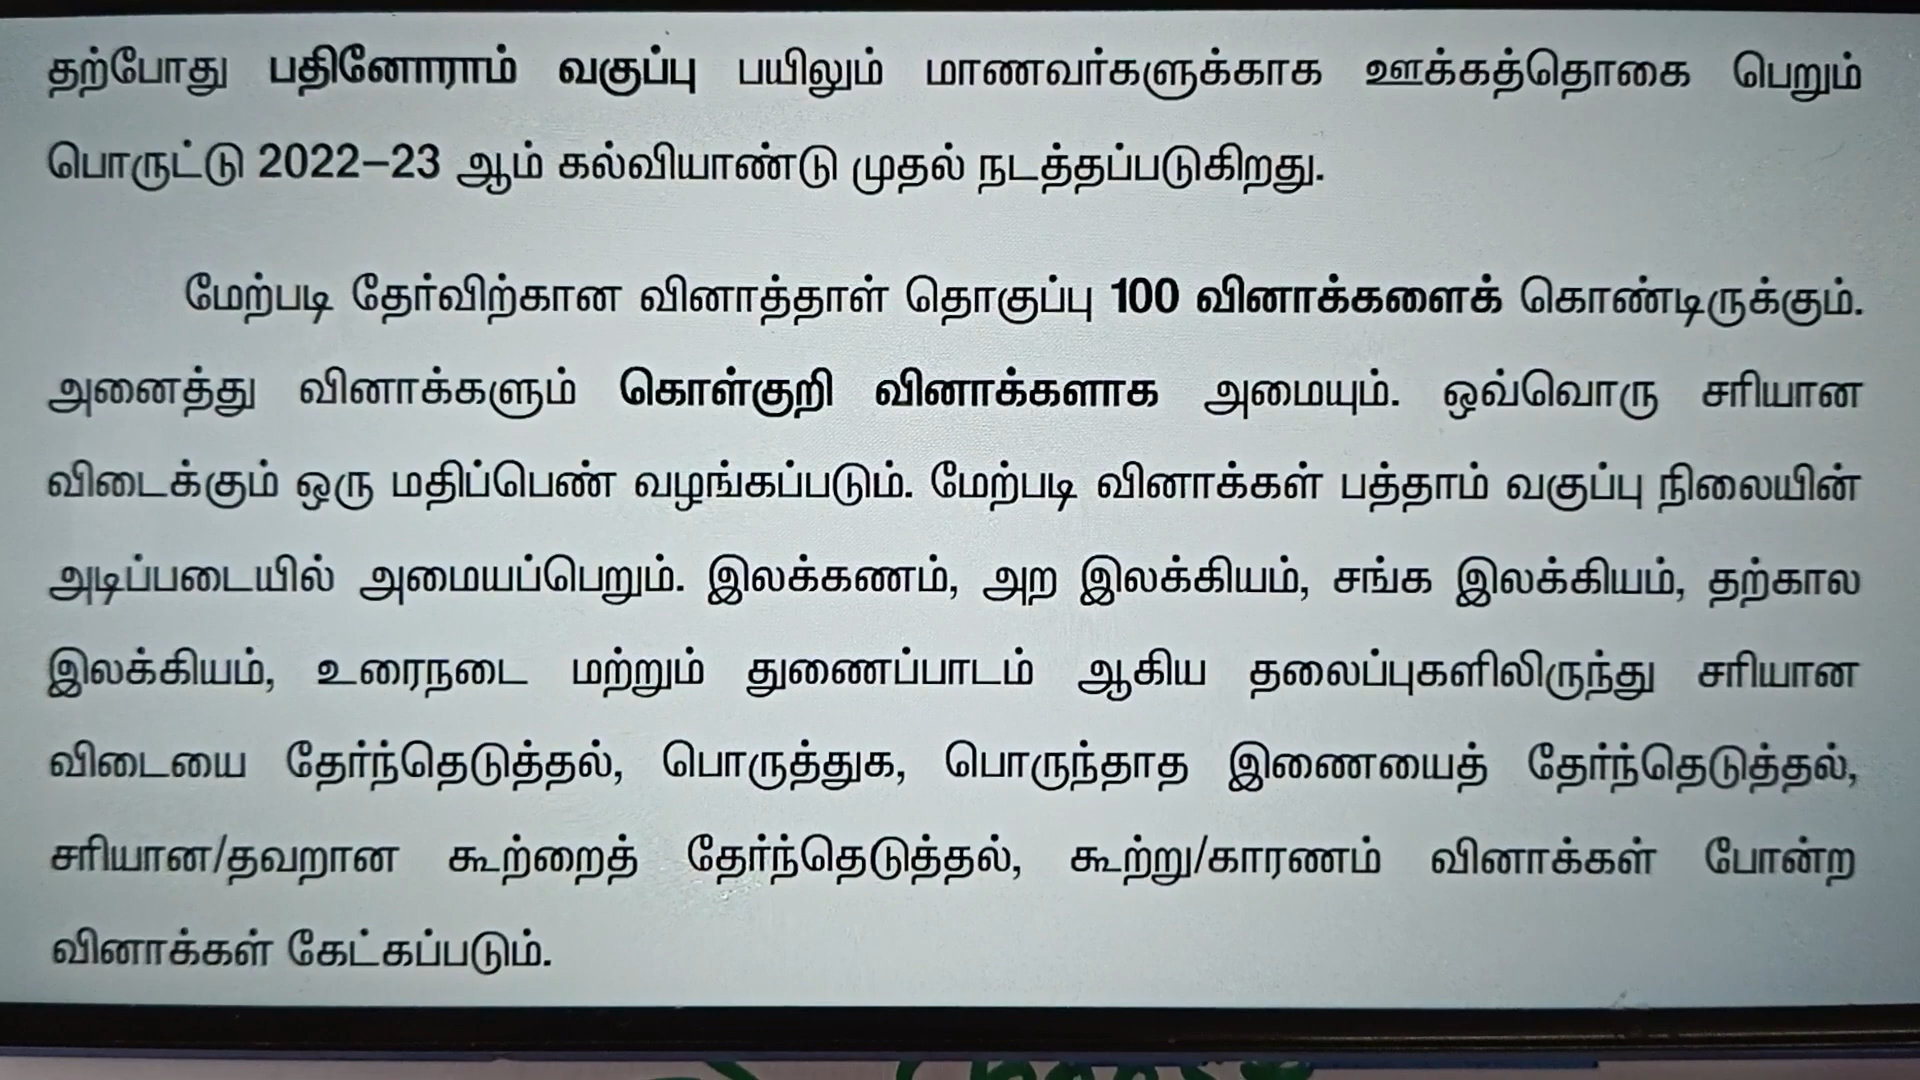 தற்போது பதினோராம் வகுப்பு பயிலும் மாணவர்களுக்காக ஊக்கத்தொகை பெறும்
பொருட்டு 2022–23 ஆம் கல்வியாண்டு முதல் நடத்தப்படுகிறது.
மேற்படி தேர்விற்கான வினாத்தாள் தொகுப்பு 100 வினாக்களைக் கொண்டிருக்கும்.
அனைத்து வினாக்களும் கொள்குறி வினாக்களாக அமையும். ஒவ்வொரு சரியான
விடைக்கும் ஒரு மதிப்பெண் வழங்கப்படும். மேற்படி வினாக்கள் பத்தாம் வகுப்பு நிலையின்
அடிப்படையில் அமையப்பெறும். இலக்கணம், அற இலக்கியம், சங்க இலக்கியம், தற்கால
இலக்கியம், உரைநடை மற்றும் துணைப்பாடம் ஆகிய தலைப்புகளிலிருந்து சரியான
விடையை தேர்ந்தெடுத்தல், பொருத்துக, பொருந்தாத இணையைத் தேர்ந்தெடுத்தல்,
சரியான/தவறான கூற்றைத் தேர்ந்தெடுத்தல், கூற்று/காரணம் வினாக்கள் போன்ற
வினாக்கள் கேட்கப்படும்.